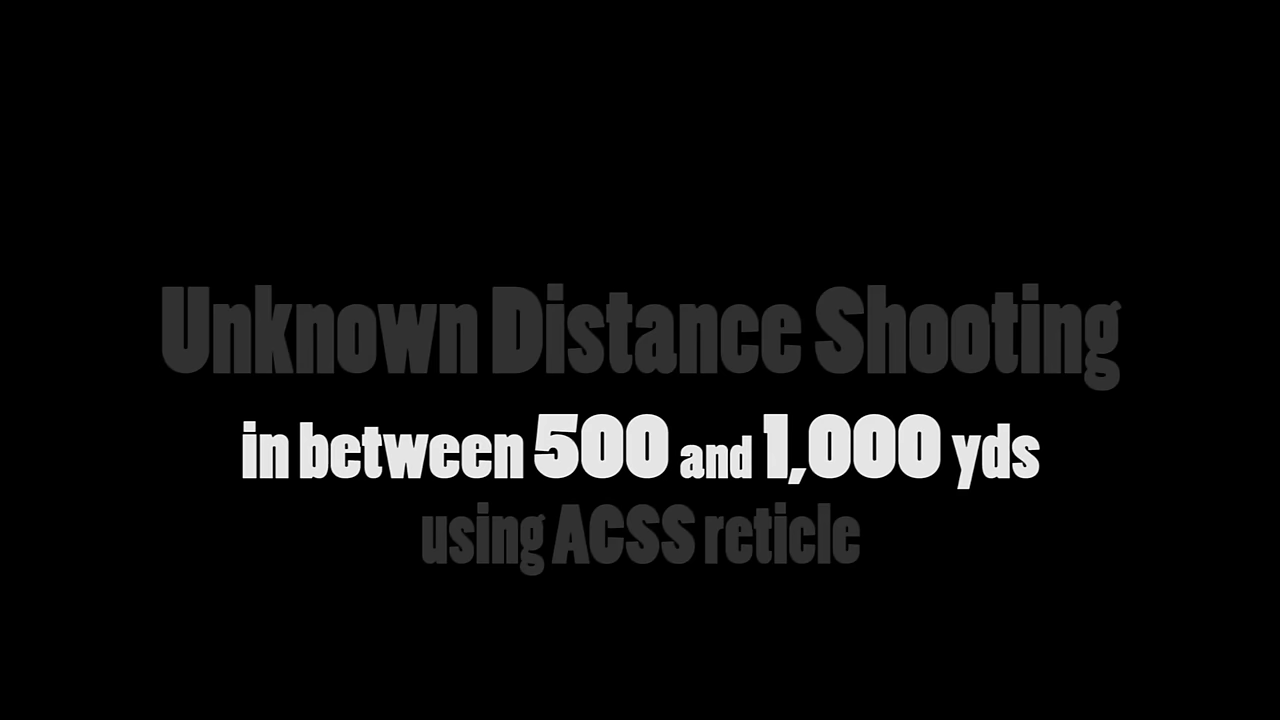 Unknown Distance Shooting
in between 500 and 1,000 yds
using ACSS reticle